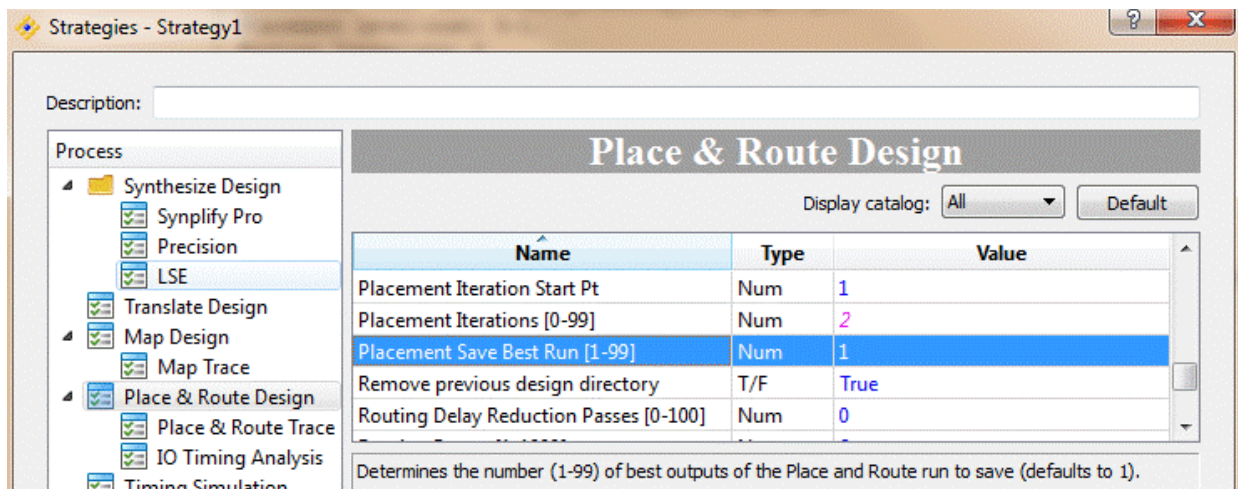 Strategies - Strategy1
Description:
Process
Synthesize Design
Synplify Pro
Precision
LSE
Translate Design
Map Design
Map Trace
Place & Route Design
Place & Route Trace
IO Timing Analysis
Timing Simulation
Place & Route Design
Display catalog: All Default
Name Type Value
Placement Iteration Start Pt Num 1
Placement Iterations [0-99] Num 2
Placement Save Best Run [1-99] Num 1
Remove previous design directory T/F True
Routing Delay Reduction Passes [0-100] Num 0
Determines the number (1-99) of best outputs of the Place and Route run to save (defaults to 1).